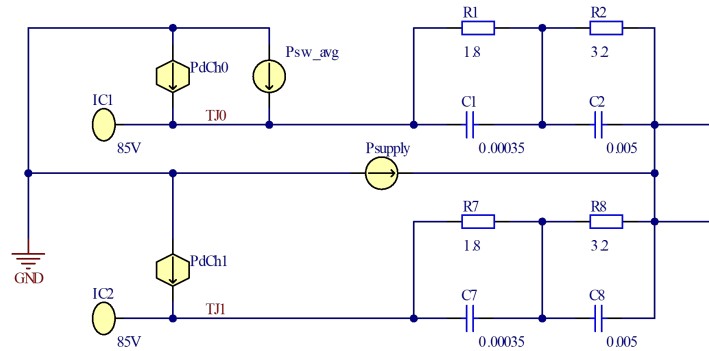 R1
R2
Psw_avg
1.8
3.2
PdCh0
IC1
TJ0
C1
C2
85V
0.00035
0.005
Psupply
R7
R8
1.8
3.2
PdCh1
GND
IC2
TJ1
C7
C8
85V
0.00035
0.005